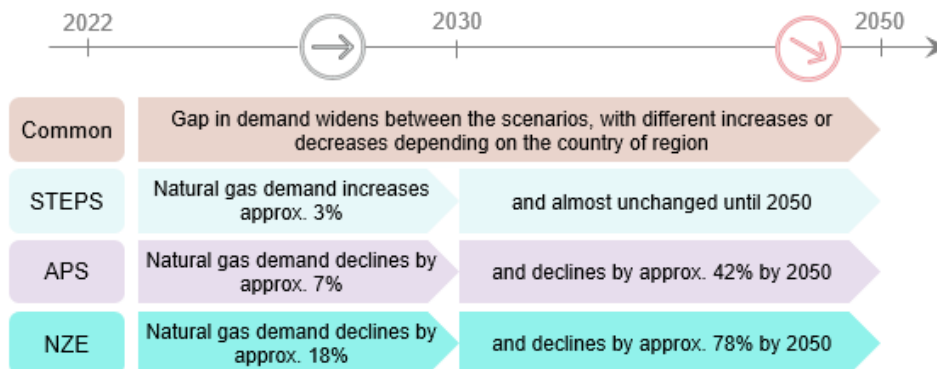 2022
2030
2050
Common
Gap in demand widens between the scenarios, with different increases or
decreases depending on the country of region
STEPS
Natural gas demand increases
approx. 3%
and almost unchanged until 2050
APS
Natural gas demand declines by
approx. 7%
and declines by approx. 42% by 2050
NZE
Natural gas demand declines by
approx. 18%
and declines by approx. 78% by 2050